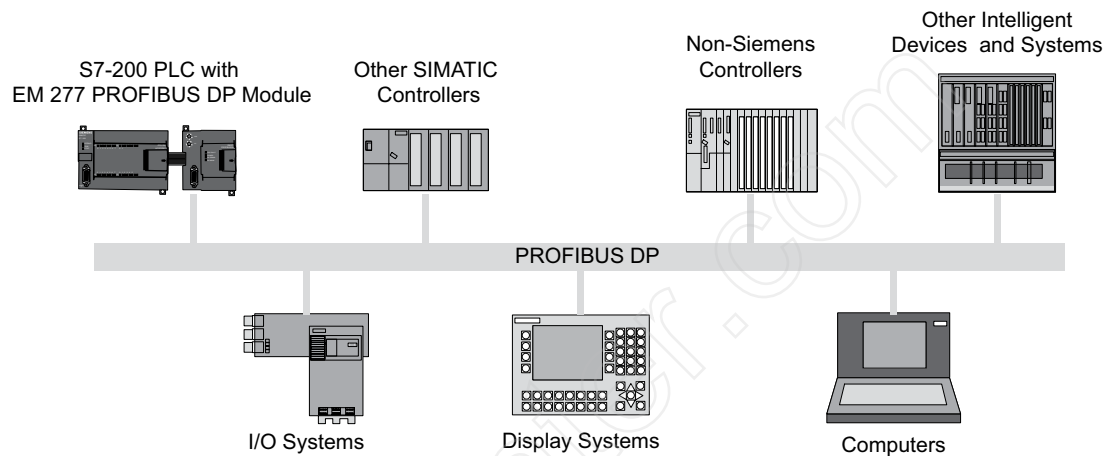 Other Intelligent
Devices and Systems
Non-Siemens
Controllers
S7-200 PLC with
EM 277 PROFIBUS DP Module
Other SIMATIC
Controllers
PROFIBUS DP
I/O Systems
Display Systems
Computers